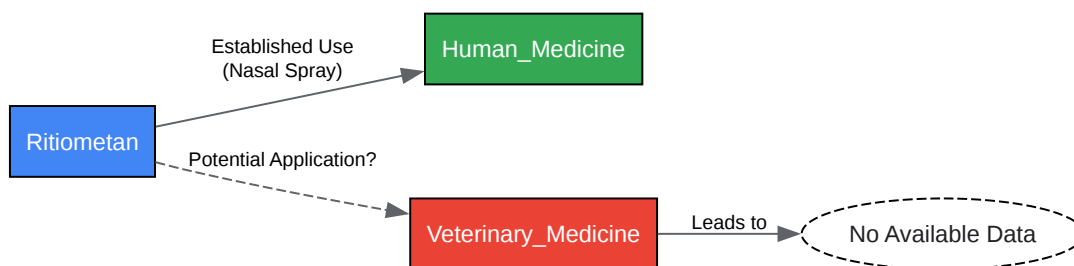 Established Use
(Nasal Spray)
Human_Medicine
Ritiometan
Potential Application?
Veterinary_Medicine
Leads to
No Available Data